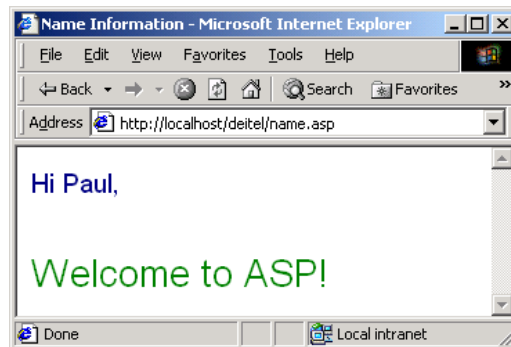 Name Information - Microsoft Internet Explorer
File Edit View Favorites Tools Help
Back Search Favorites »
Address http://localhost/deitel/name.asp
Hi Paul,
Welcome to ASP!
Done Local intranet